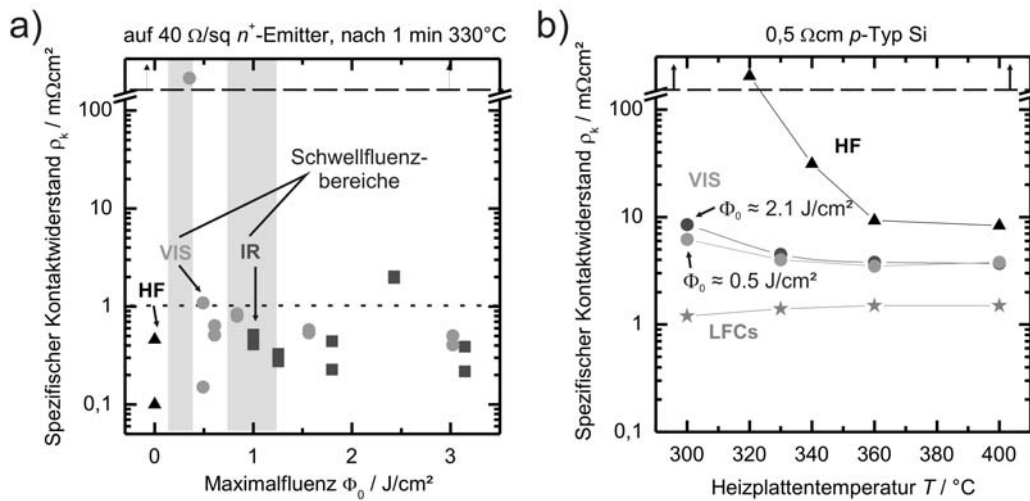 a)
auf 40 Ω/sq n⁺-Emitter, nach 1 min 330°C
Spezifischer Kontaktwiderstand ρₖ / mΩcm²
100
10
1
0,1
Schwellfluenz-
bereiche
VIS
IR
HF
0
1
2
3
Maximalfluenz Φ₀ / J/cm²
b)
0,5 Ωcm p-Typ Si
Spezifischer Kontaktwiderstand ρₖ / mΩcm²
100
10
1
0,1
HF
VIS
Φ₀ ≈ 2.1 J/cm²
Φ₀ ≈ 0.5 J/cm²
LFCs
300
320
340
360
380
400
Heizplattentemperatur T / °C